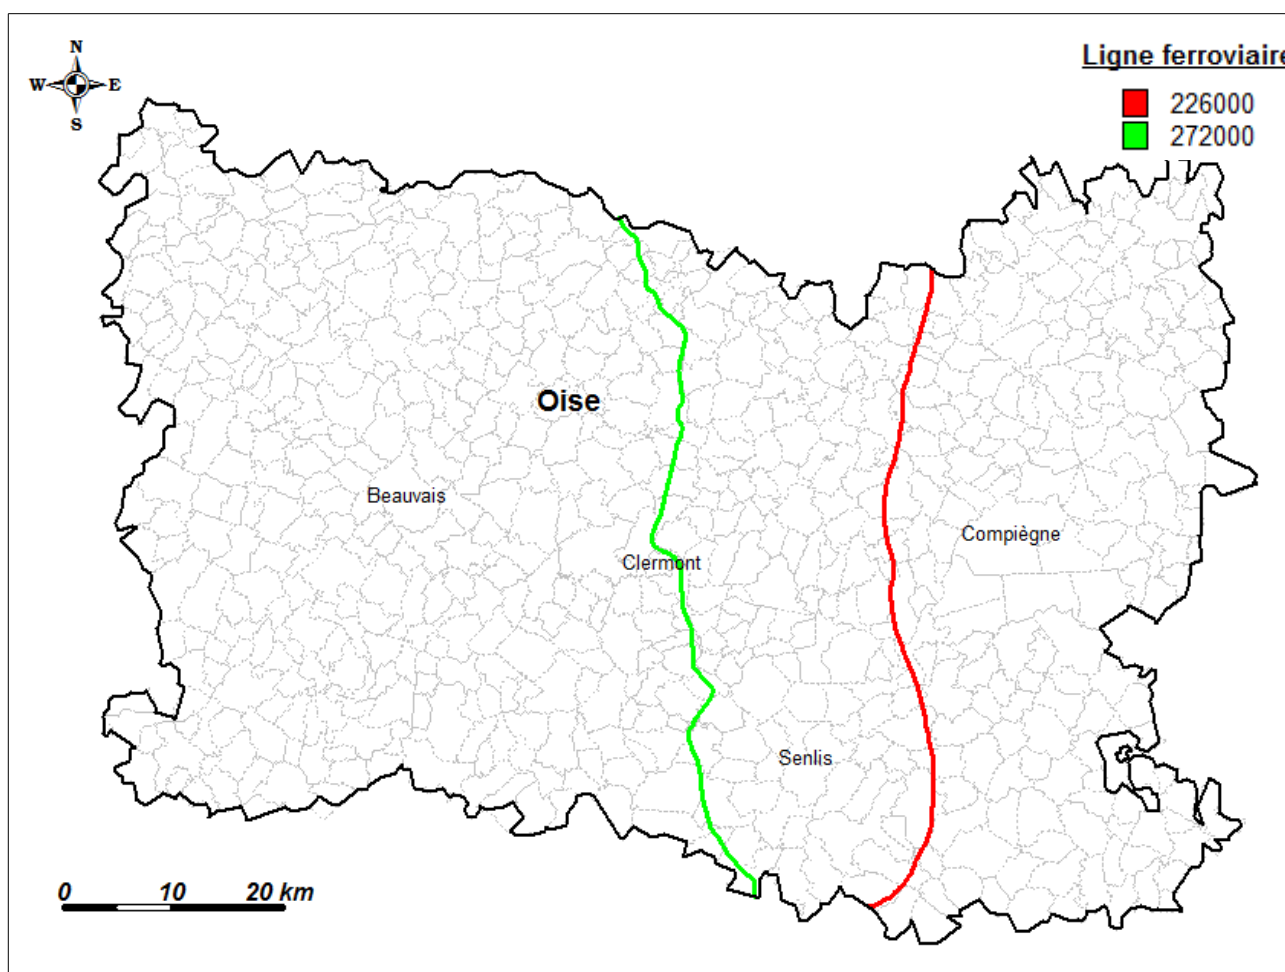 N
W E
S
Ligne ferroviaire
226000
272000
Oise
Beauvais
Compiègne
Clermont
Senlis
0 10 20 km